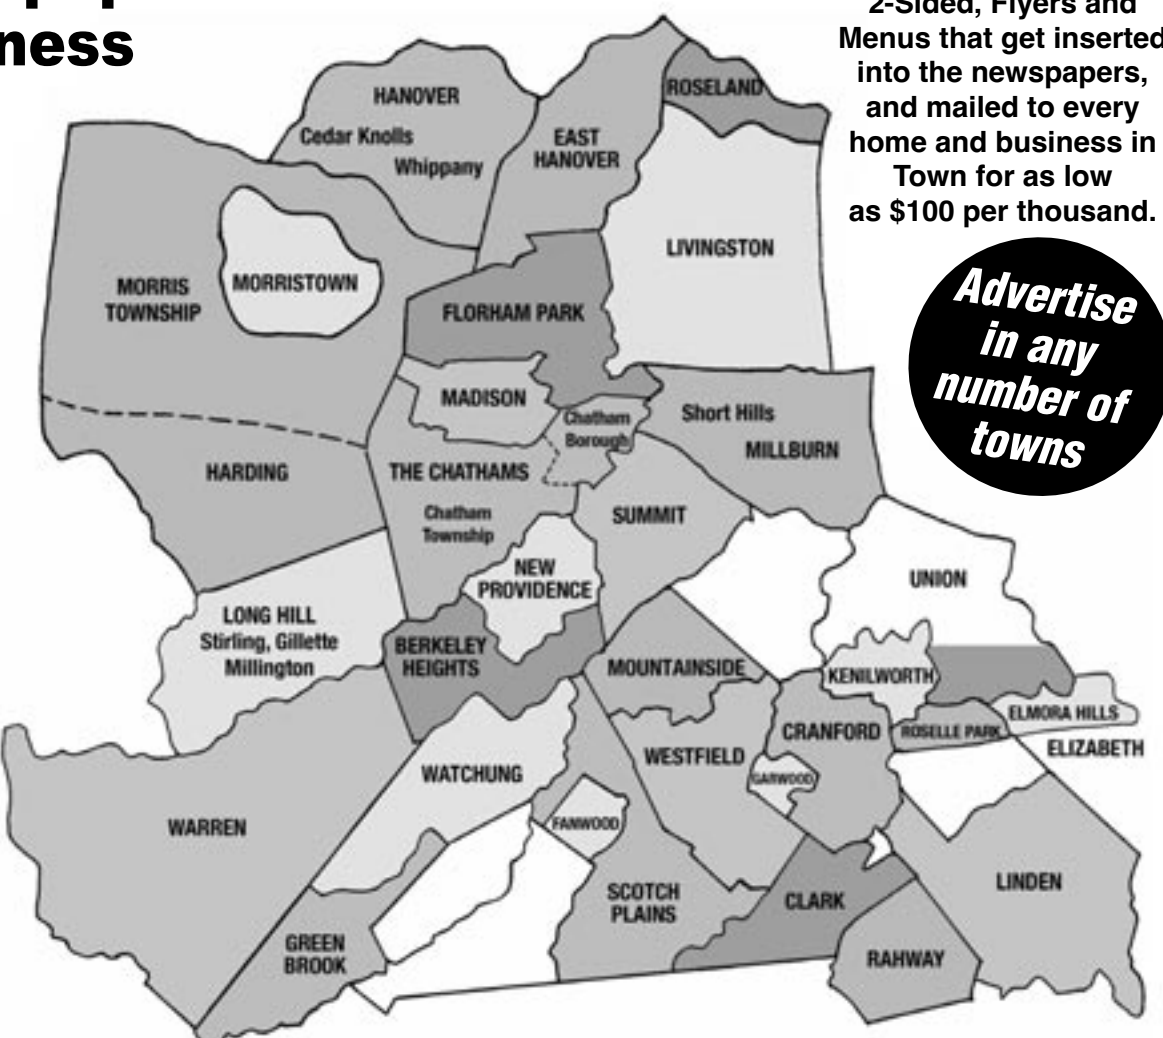 ness
2-Sided, Flyers and
Menus that get inserted
into the newspapers,
and mailed to every
home and business in
Town for as low
as $100 per thousand.
Advertise
in any
number of
towns
HANOVER
Cedar Knolls
Whippany
EAST
HANOVER
ROSELAND
LIVINGSTON
MORRIS
TOWNSHIP
MORRISTOWN
FLORHAM PARK
MADISON
Chatham
Borough
Short Hills
MILLBURN
HARDING
THE CHATHAMS
Chatham
Township
SUMMIT
NEW
PROVIDENCE
UNION
LONG HILL
Stirling, Gillette
Millington
BERKELEY
HEIGHTS
MOUNTAINSIDE
KENILWORTH
ELMORA HILLS
ROSELLE PARK
ELIZABETH
CRANFORD
WESTFIELD
GARWOOD
WATCHUNG
FANWOOD
WARREN
SCOTCH
PLAINS
CLARK
LINDEN
GREEN
BROOK
RAHWAY